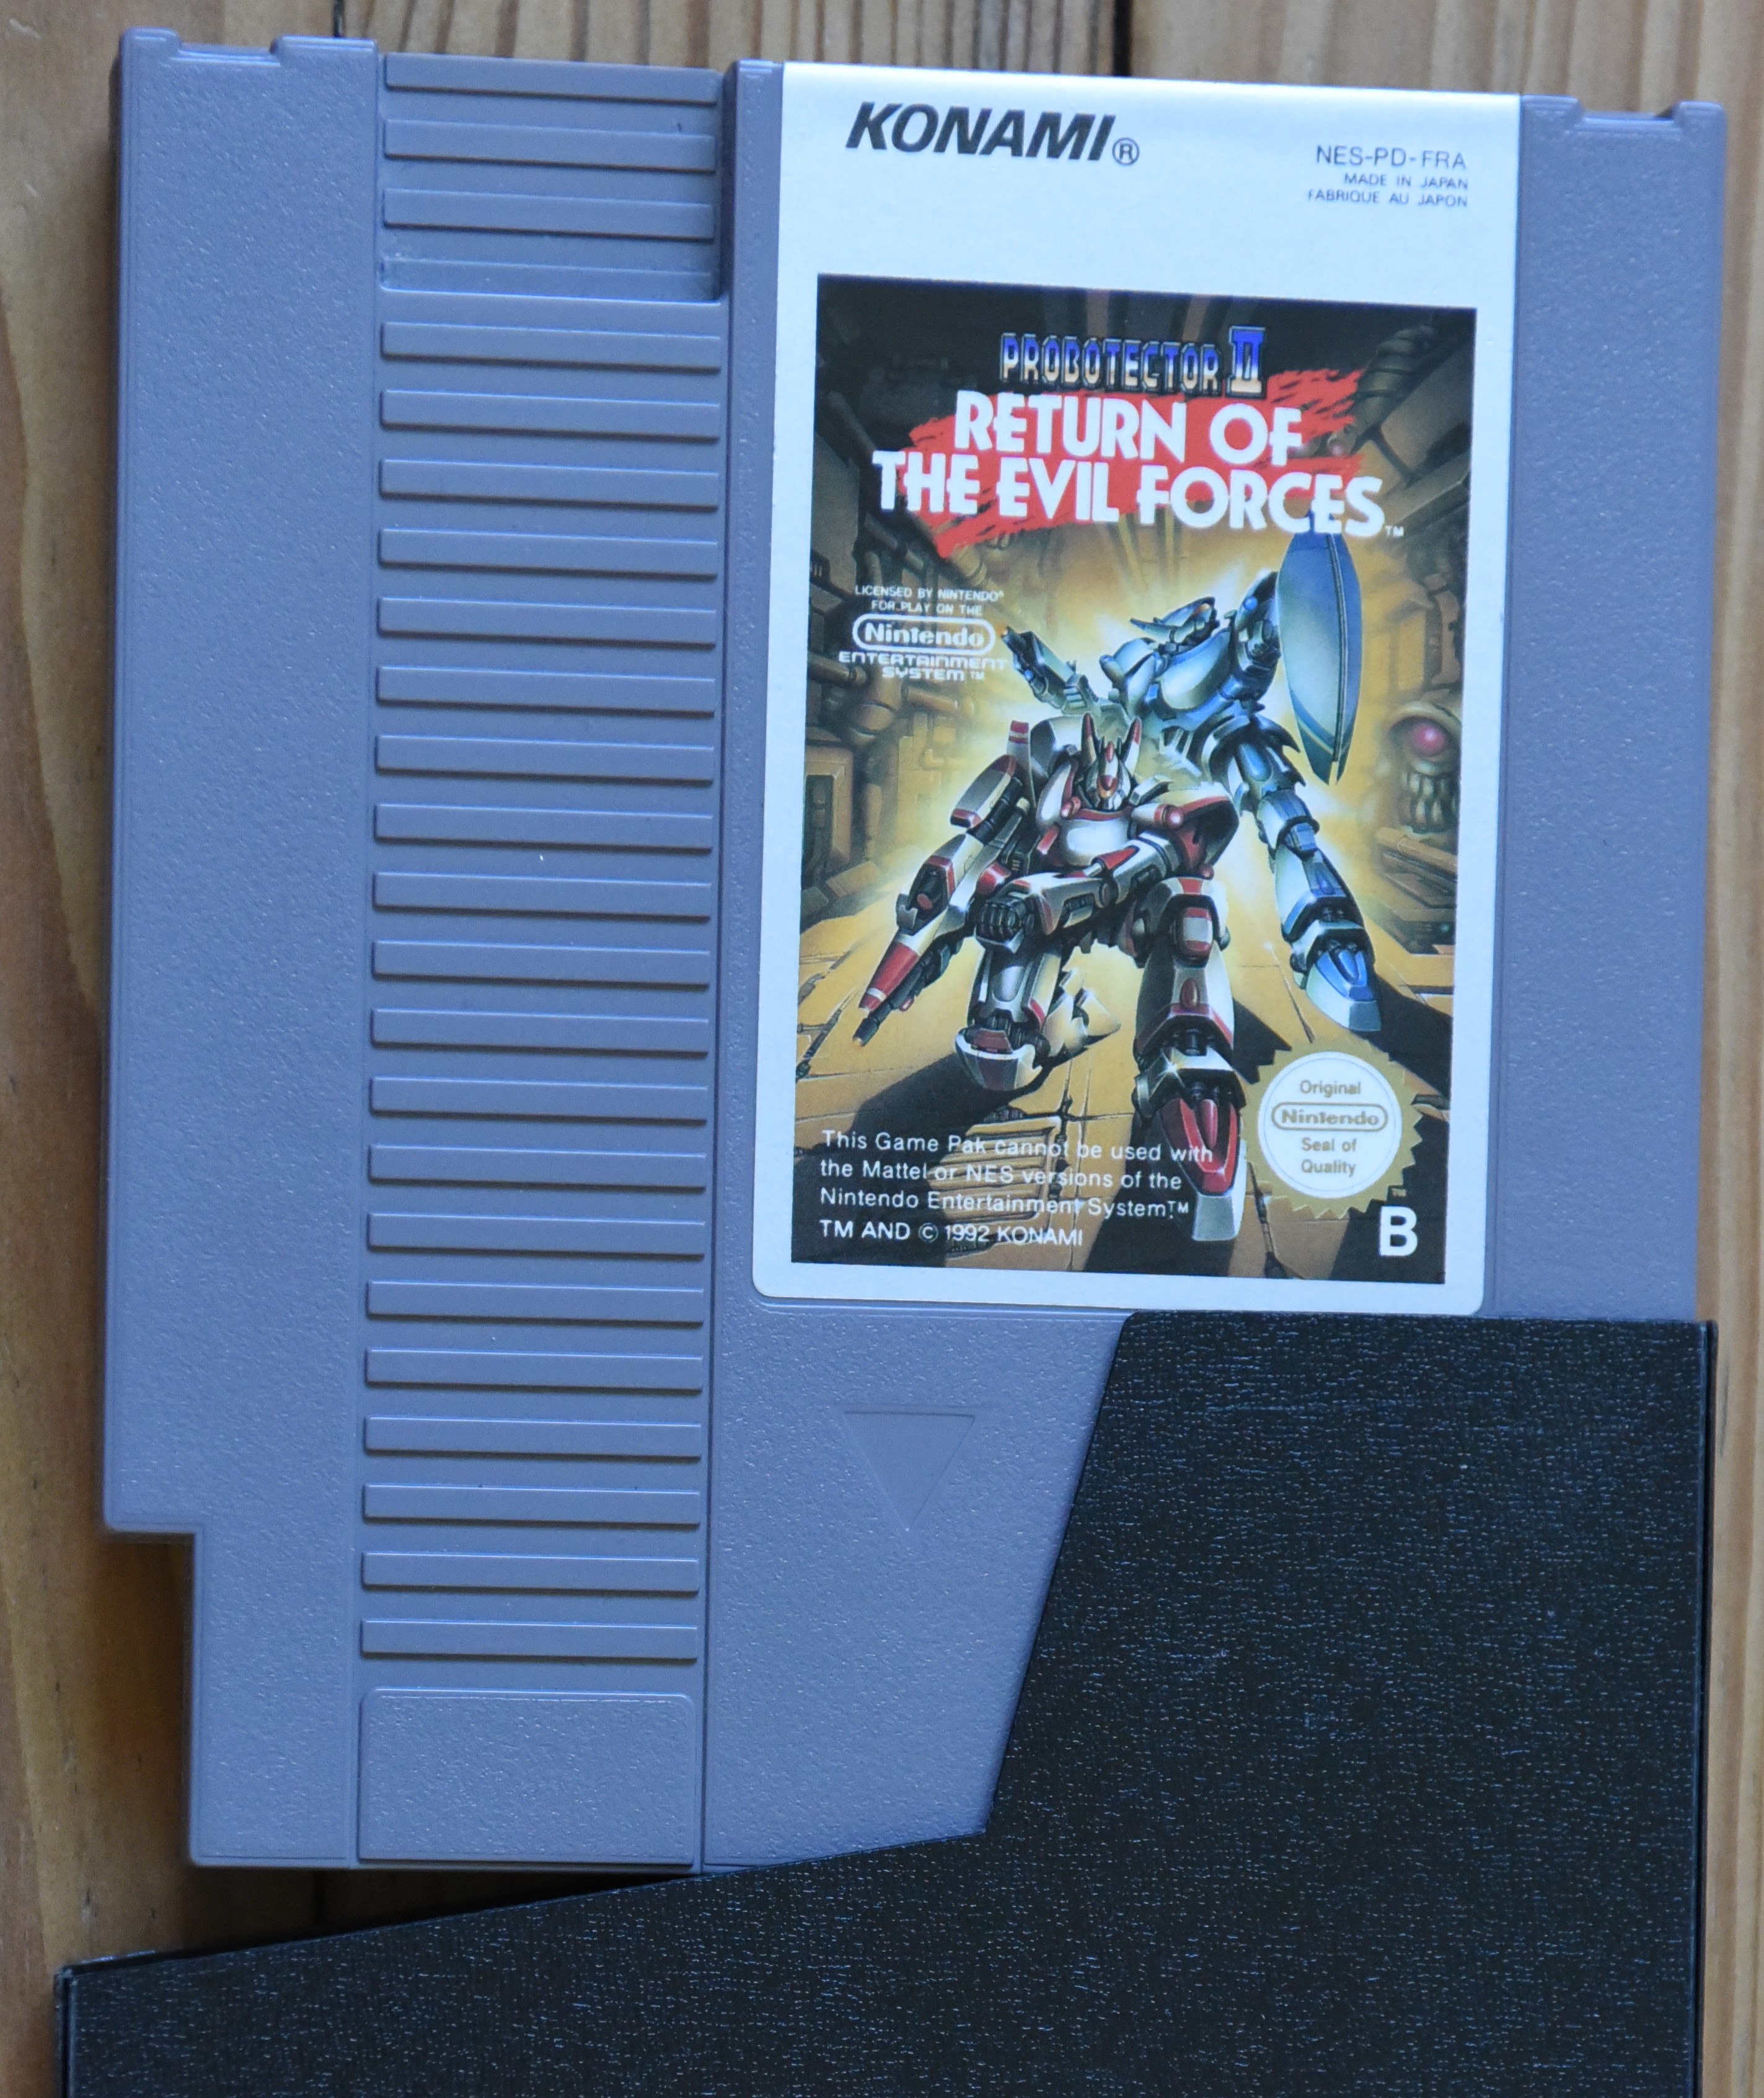 KONAMI®
NES-PD-FRA
MADE IN JAPAN
FABRIQUE AU JAPON
PROBOTECTOR II
RETURN OF
THE EVIL FORCES™
LICENSED BY NINTENDO®
FOR PLAY ON THE
Nintendo
ENTERTAINMENT
SYSTEM™
Original
Nintendo
Seal of
Quality
TM
This Game Pak cannot be used with
the Mattel or NES versions of the
Nintendo Entertainment System™
TM AND © 1992 KONAMI
B